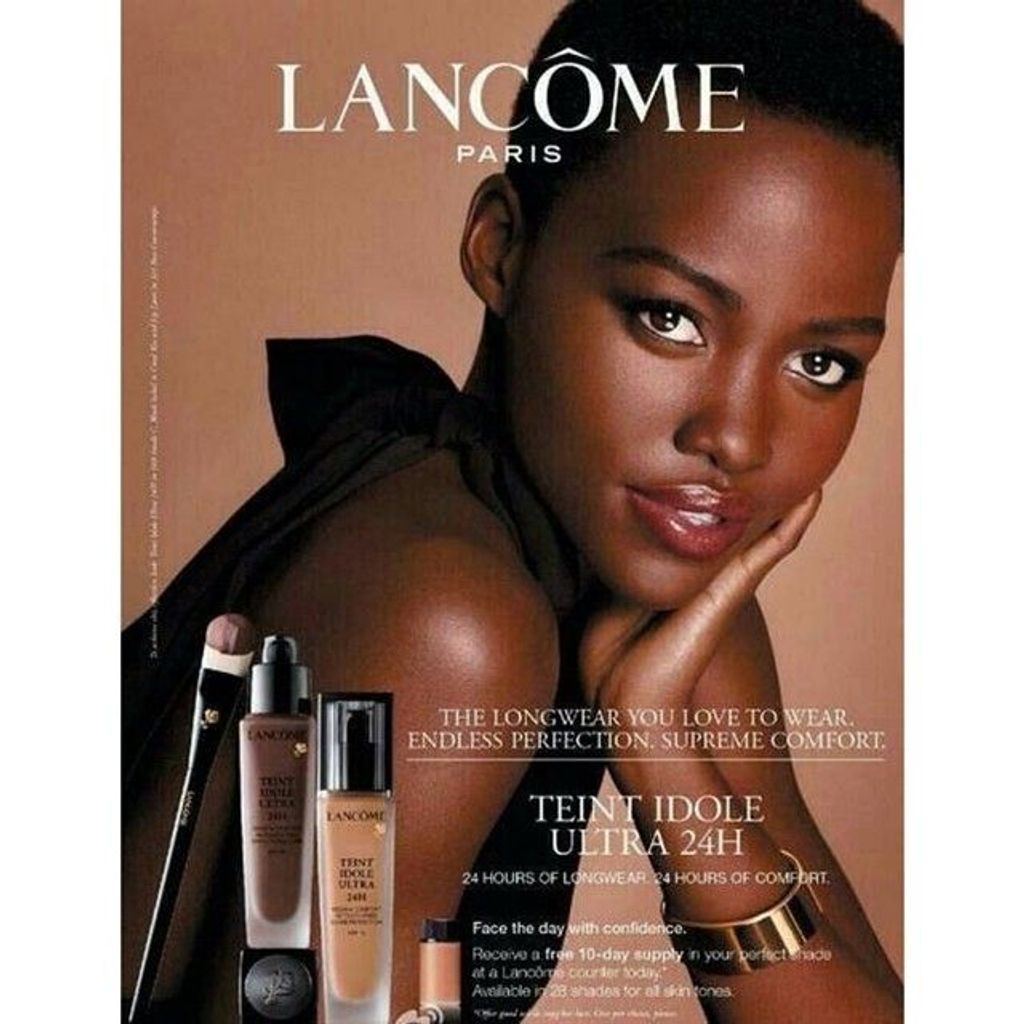 LANCÔME
PARIS
THE LONGWEAR YOU LOVE TO WEAR.
ENDLESS PERFECTION. SUPREME COMFORT.
TEINT IDOLE
ULTRA 24H
24 HOURS OF LONGWEAR. 24 HOURS OF COMFORT.
Face the day with confidence.
Receive a free 10-day supply in your perfect shade
at a Lancôme counter today.*
Available in 28 shades for all skin tones.
LANCÔME
TEINT
IDOLE
ULTRA
24H
LANCÔME
TEINT
IDOLE
ULTRA
24H
LANCÔME